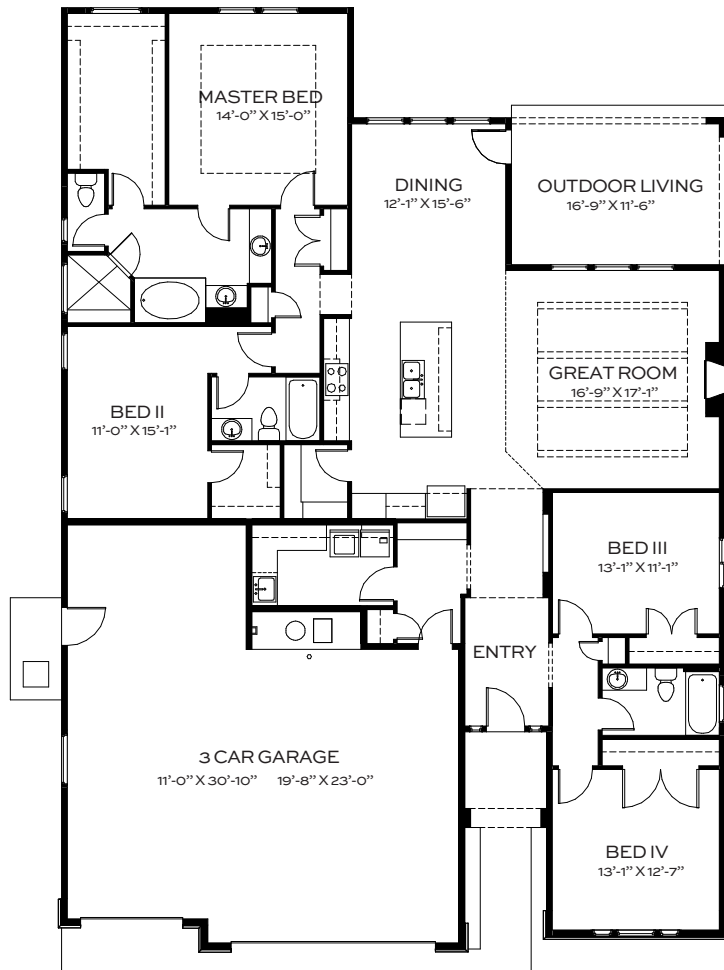 MASTER BED
14'-0" X 15'-0"
DINING
12'-1" X 15'-6"
OUTDOOR LIVING
16'-9" X 11'-6"
GREAT ROOM
16'-9" X 17'-1"
BED II
11'-0" X 15'-1"
BED III
13'-1" X 11'-1"
ENTRY
3 CAR GARAGE
11'-0" X 30'-10" 19'-8" X 23'-0"
BED IV
13'-1" X 12'-7"